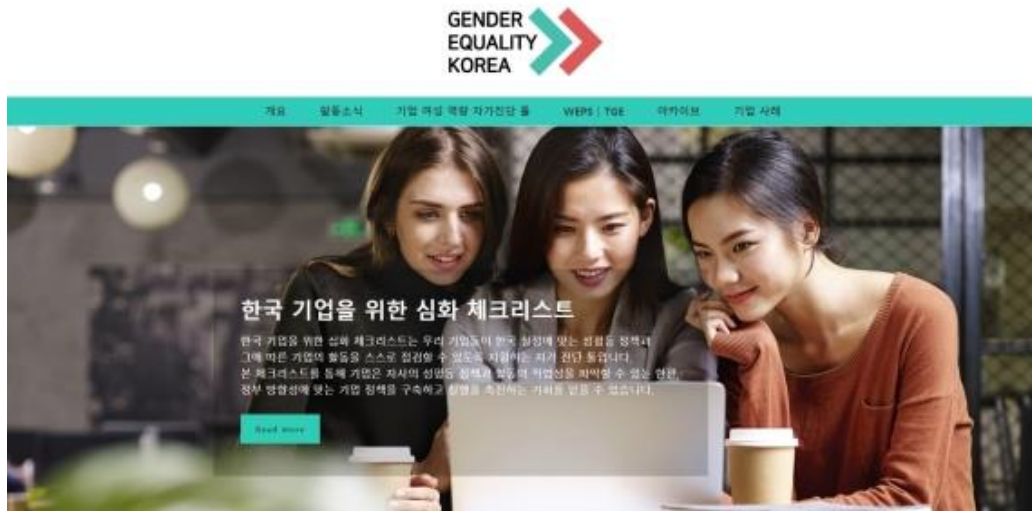 GENDER
EQUALITY
KOREA
개요 활동소식 기업 여성 역량 자가진단 툴 WEPS | TGE 아카이브 기업 사례
한국 기업을 위한 심화 체크리스트
한국 기업을 위한 심화 체크리스트는 우리 기업들이 한국 실정에 맞는 성평등 정책과
그에 따른 기업의 활동을 스스로 점검할 수 있도록 지원하는 자가 진단 툴입니다.
본 체크리스트를 통해 기업은 자사의 성평등 정책과 활동의 취약성을 파악할 수 있는 한편,
정부 방향성에 맞는 기업 정책을 구축하고 실행을 촉진하는 기회를 얻을 수 있습니다.
Read more